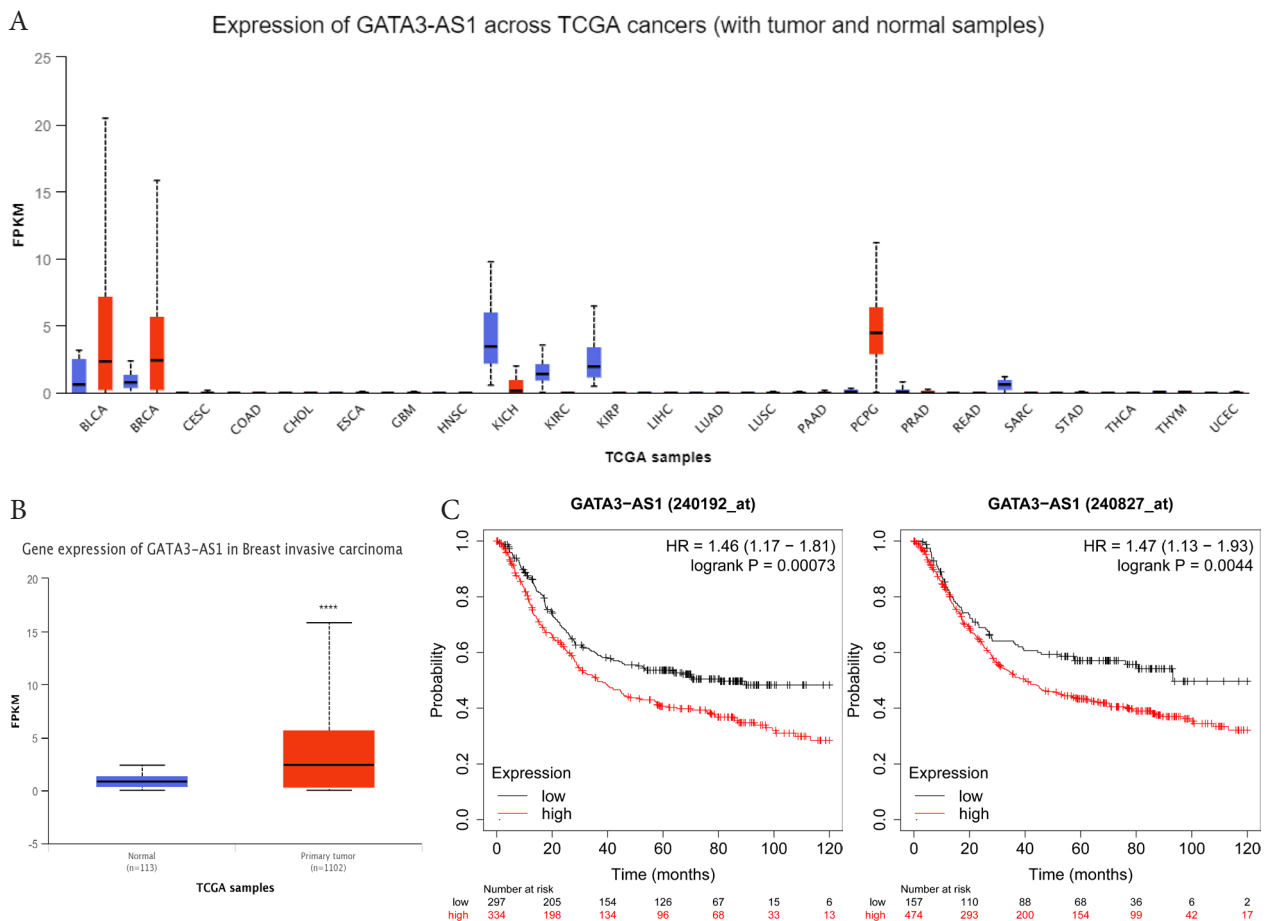 A
Expression of GATA3-AS1 across TCGA cancers (with tumor and normal samples)
25
20
15
10
5
0
FPKM
BLCA
BRCA
CESC
COAD
CHOL
ESCA
GBM
HNSC
KICH
KIRC
KIRP
LIHC
LUAD
LUSC
PAAD
PCPG
PRAD
READ
SARC
STAD
THCA
THYM
UCEC
TCGA samples
B
Gene expression of GATA3-AS1 in Breast invasive carcinoma
20
15
10
5
0
-5
FPKM
****
Normal
(n=113)
Primary tumor
(n=1102)
TCGA samples
C
GATA3-AS1 (240192_at)
HR = 1.46 (1.17 − 1.81)
logrank P = 0.00073
1.0
0.8
0.6
0.4
0.2
0.0
Probability
Expression
low
high
0 20 40 60 80 100 120
Time (months)
Number at risk
low 297 205 154 126 67 15 6
high 334 198 134 96 68 33 13
GATA3-AS1 (240827_at)
HR = 1.47 (1.13 − 1.93)
logrank P = 0.0044
1.0
0.8
0.6
0.4
0.2
0.0
Probability
Expression
low
high
0 20 40 60 80 100 120
Time (months)
Number at risk
low 157 110 88 68 36 6 2
high 474 293 200 154 99 42 17